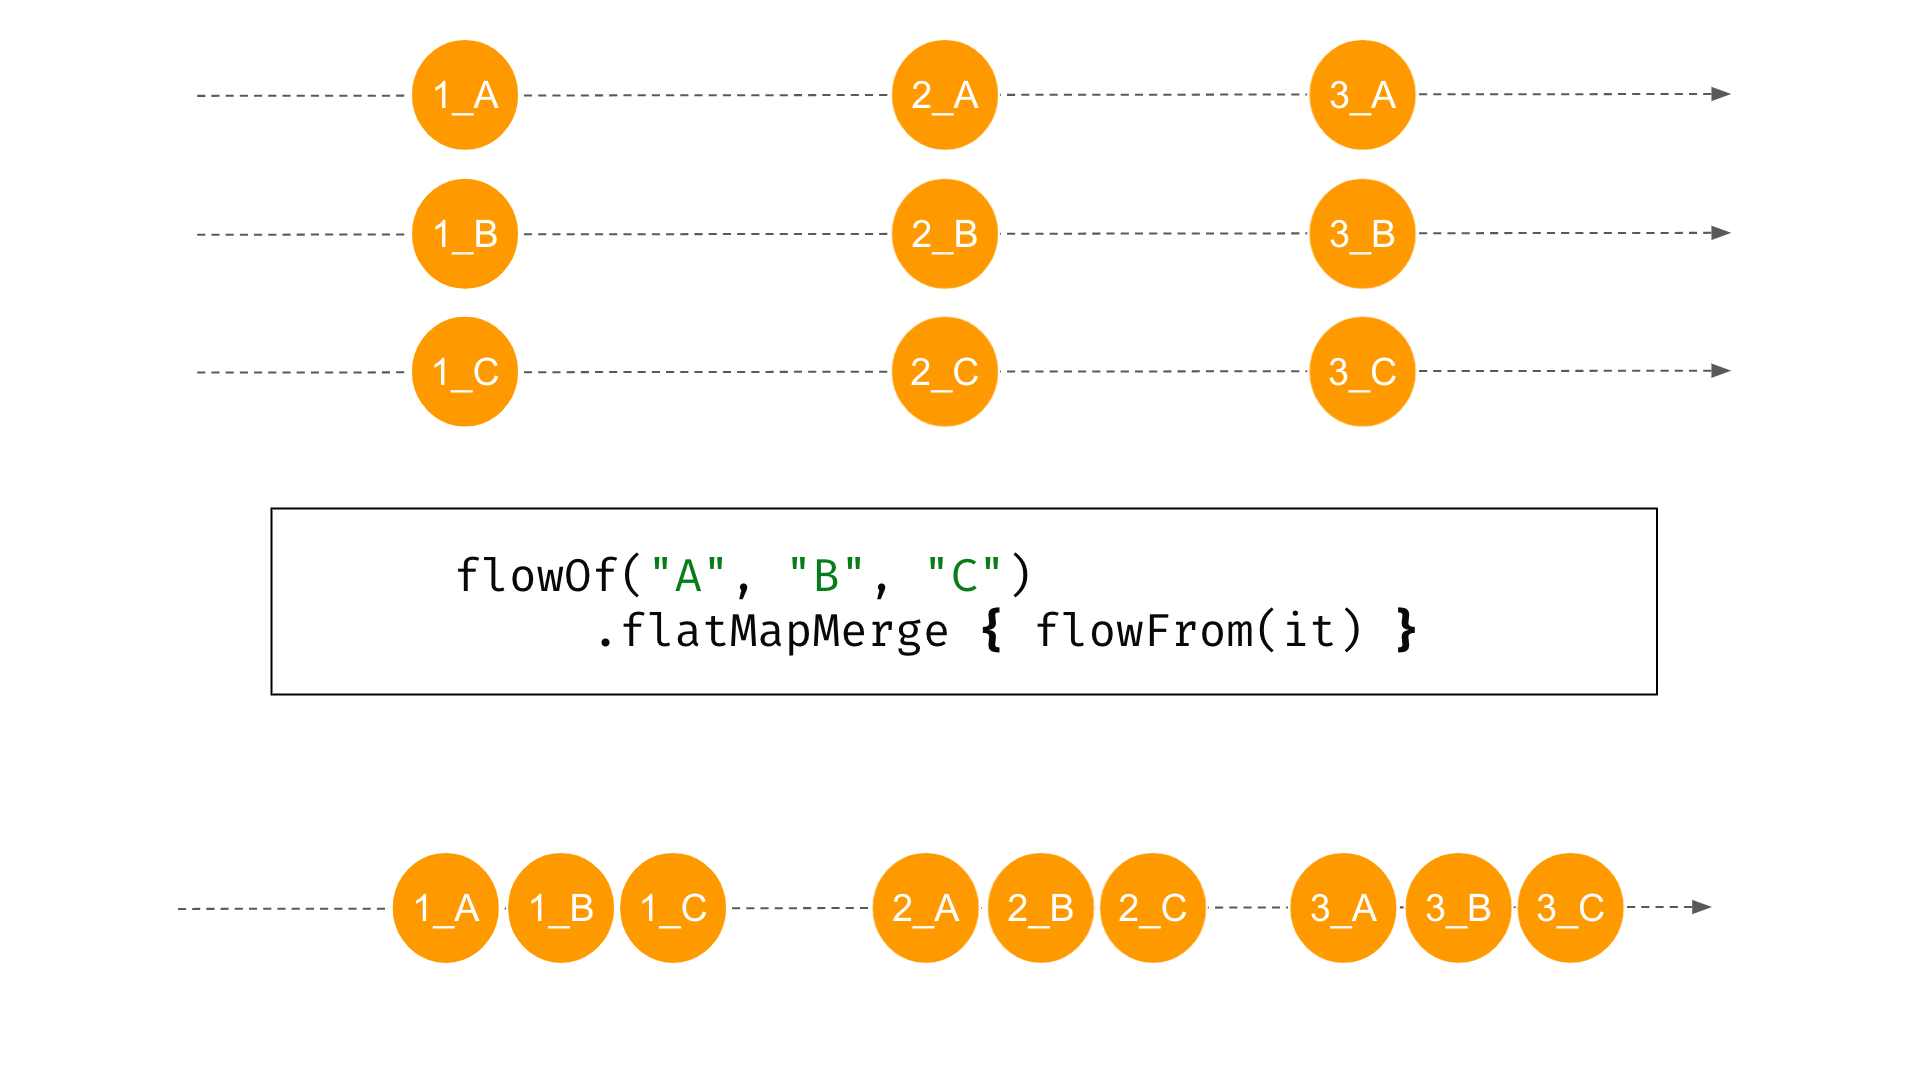 1_A 2_A 3_A
1_B 2_B 3_B
1_C 2_C 3_C
flowOf("A", "B", "C")
.flatMapMerge { flowFrom(it) }
1_A 1_B 1_C 2_A 2_B 2_C 3_A 3_B 3_C